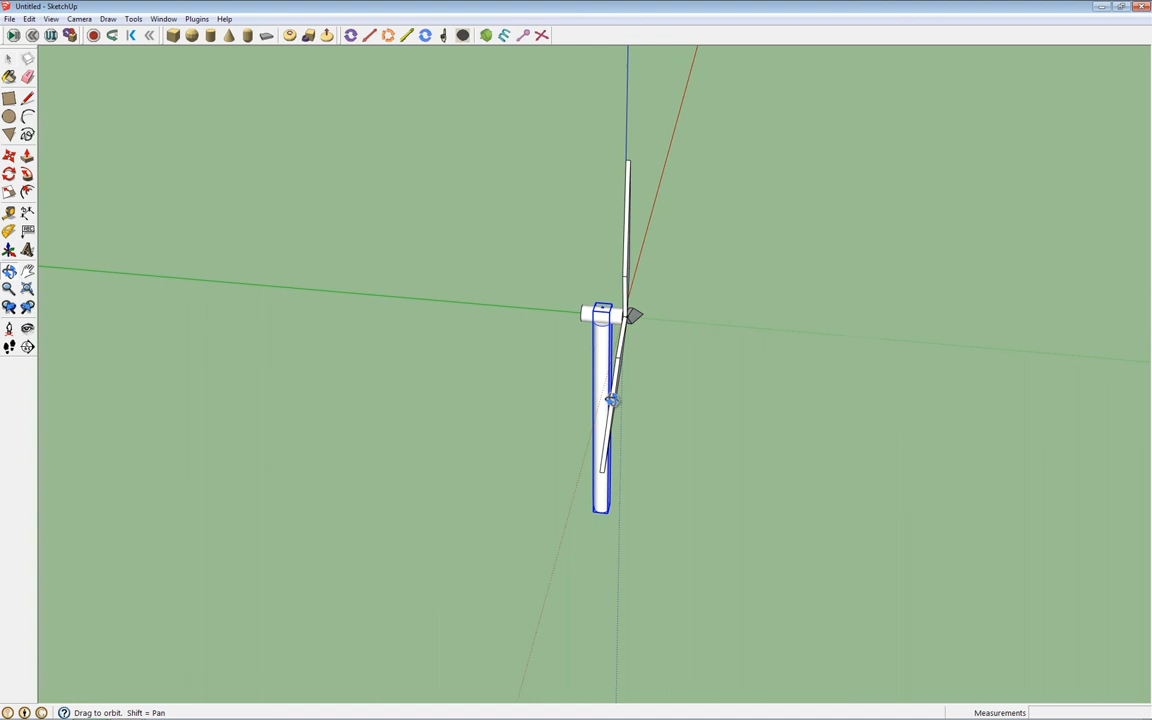 Untitled - SketchUp
File Edit View Camera Draw Tools Window Plugins Help
Drag to orbit. Shift = Pan
Measurements